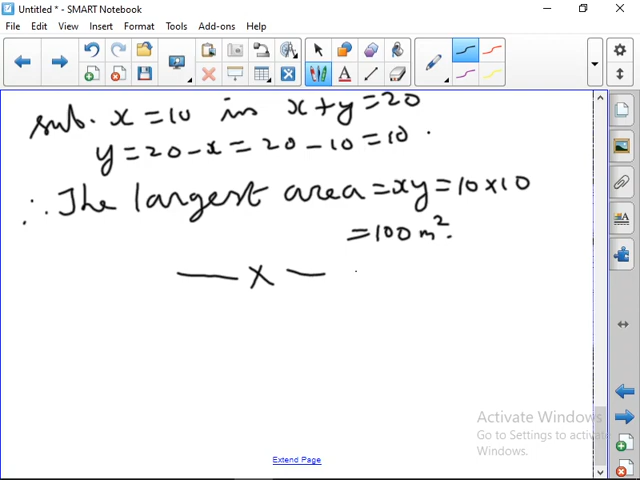 Untitled * - SMART Notebook
File Edit View Insert Format Tools Add-ons Help
sub. x = 10 in x + y = 20
y = 20 - x = 20 - 10 = 10.
∴ The largest area = xy = 10 × 10
= 100 m².
— x —
Activate Windows
Go to Settings to activate
Windows.
Extend Page